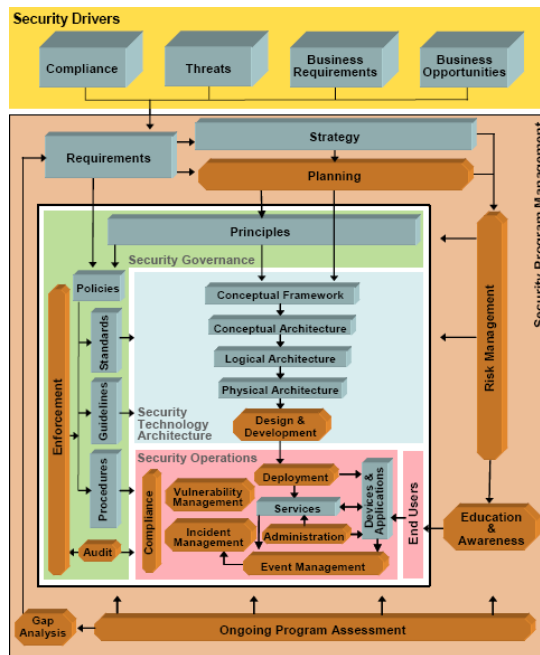 Security Drivers
Compliance
Threats
Business
Requirements
Business
Opportunities
Requirements
Strategy
Planning
Security Program Management
Principles
Security Governance
Policies
Standards
Guidelines
Procedures
Enforcement
Audit
Conceptual Framework
Conceptual Architecture
Logical Architecture
Physical Architecture
Design &
Development
Security
Technology
Architecture
Risk Management
Security Operations
Compliance
Vulnerability
Management
Incident
Management
Deployment
Services
Administration
Event Management
Devices &
Applications
End Users
Education
&
Awareness
Gap
Analysis
Ongoing Program Assessment